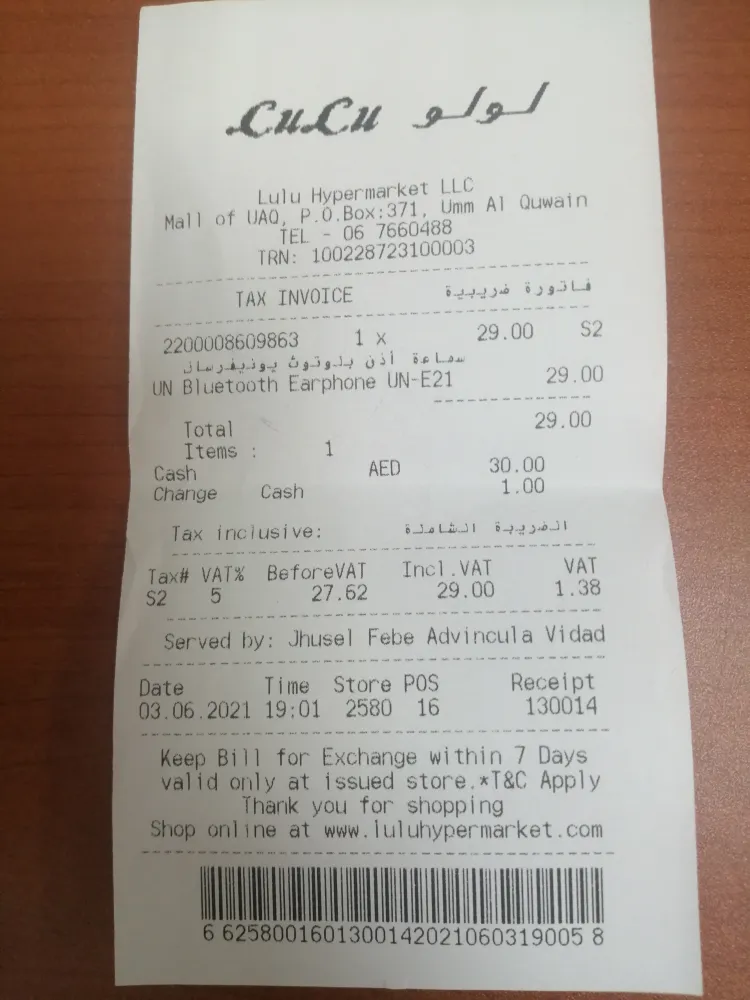 LuLu لولو
Lulu Hypermarket LLC
Mall of UAQ, P.O.Box:371, Umm Al Quwain
TEL - 06 7660488
TRN: 100228723100003
TAX INVOICE فاتورة ضريبية
2200008609863 1 x 29.00 S2
سماعة أذن بلوتوث يونيفرسال
UN Bluetooth Earphone UN-E21 29.00
Total 29.00
Items : 1
Cash AED 30.00
Change Cash 1.00
Tax inclusive: الضريبة الشاملة
Tax# VAT% BeforeVAT Incl.VAT VAT
S2 5 27.62 29.00 1.38
Served by: Jhusel Febe Advincula Vidad
Date Time Store POS Receipt
03.06.2021 19:01 2580 16 130014
Keep Bill for Exchange within 7 Days
valid only at issued store.*T&C Apply
Thank you for shopping
Shop online at www.luluhypermarket.com
6 6258001601300142021060319005 8